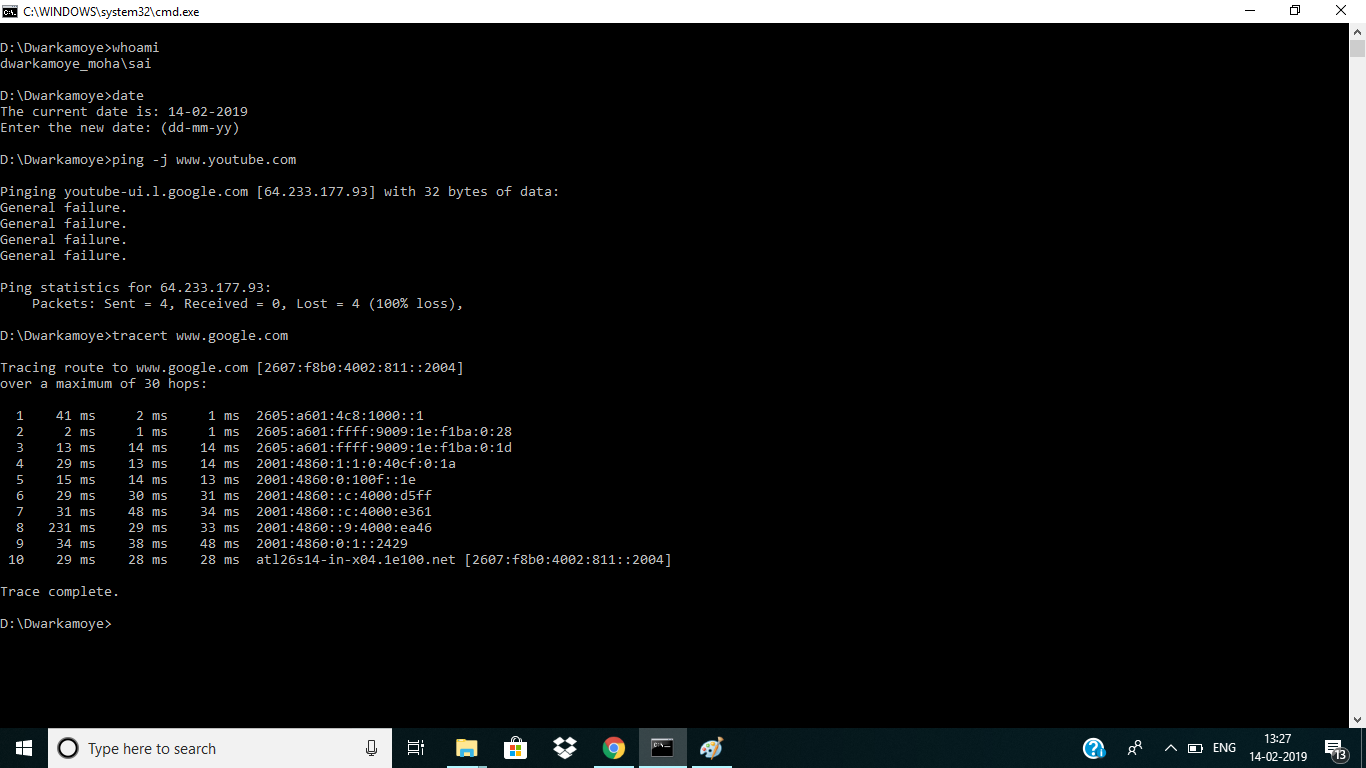 C:\WINDOWS\system32\cmd.exe
D:\Dwarkamoye>whoami
dwarkamoye_moha\sai
D:\Dwarkamoye>date
The current date is: 14-02-2019
Enter the new date: (dd-mm-yy)
D:\Dwarkamoye>ping -j www.youtube.com
Pinging youtube-ui.l.google.com [64.233.177.93] with 32 bytes of data:
General failure.
General failure.
General failure.
General failure.
Ping statistics for 64.233.177.93:
    Packets: Sent = 4, Received = 0, Lost = 4 (100% loss),
D:\Dwarkamoye>tracert www.google.com
Tracing route to www.google.com [2607:f8b0:4002:811::2004]
over a maximum of 30 hops:
  1    41 ms     2 ms     1 ms  2605:a601:4c8:1000::1
  2     2 ms     1 ms     1 ms  2605:a601:ffff:9009:1e:f1ba:0:28
  3    13 ms    14 ms    14 ms  2605:a601:ffff:9009:1e:f1ba:0:1d
  4    29 ms    13 ms    14 ms  2001:4860:1:1:0:40cf:0:1a
  5    15 ms    14 ms    13 ms  2001:4860:0:100f::1e
  6    29 ms    30 ms    31 ms  2001:4860::c:4000:d5ff
  7    31 ms    48 ms    34 ms  2001:4860::c:4000:e361
  8   231 ms    29 ms    33 ms  2001:4860::9:4000:ea46
  9    34 ms    38 ms    48 ms  2001:4860:0:1::2429
 10    29 ms    28 ms    28 ms  atl26s14-in-x04.1e100.net [2607:f8b0:4002:811::2004]
Trace complete.
D:\Dwarkamoye>
Type here to search
ENG
13:27
14-02-2019
13